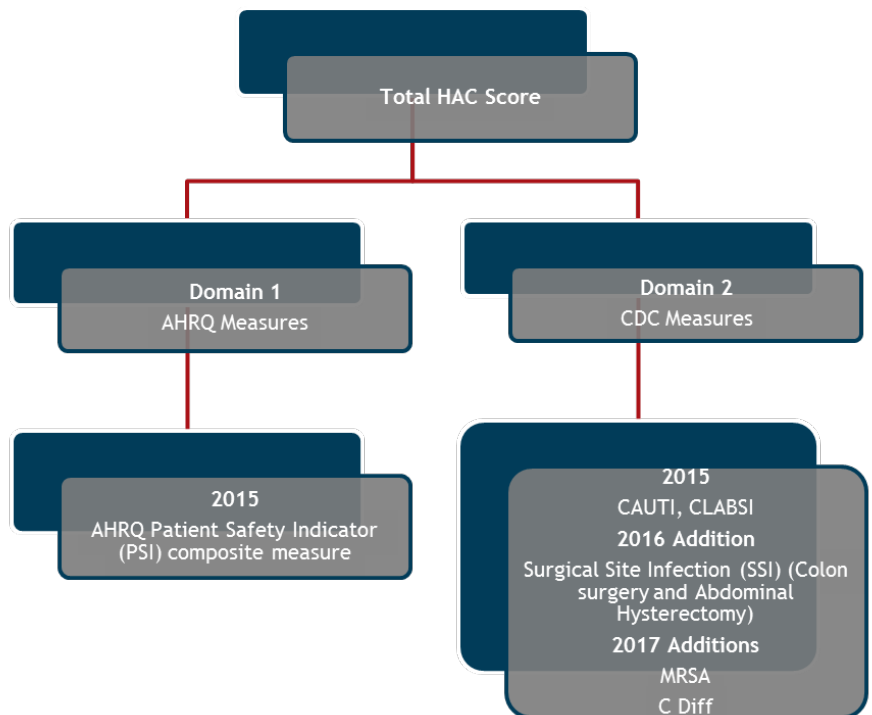 Total HAC Score
Domain 1
AHRQ Measures
Domain 2
CDC Measures
2015
AHRQ Patient Safety Indicator
(PSI) composite measure
2015
CAUTI, CLABSI
2016 Addition
Surgical Site Infection (SSI) (Colon
surgery and Abdominal
Hysterectomy)
2017 Additions
MRSA
C Diff